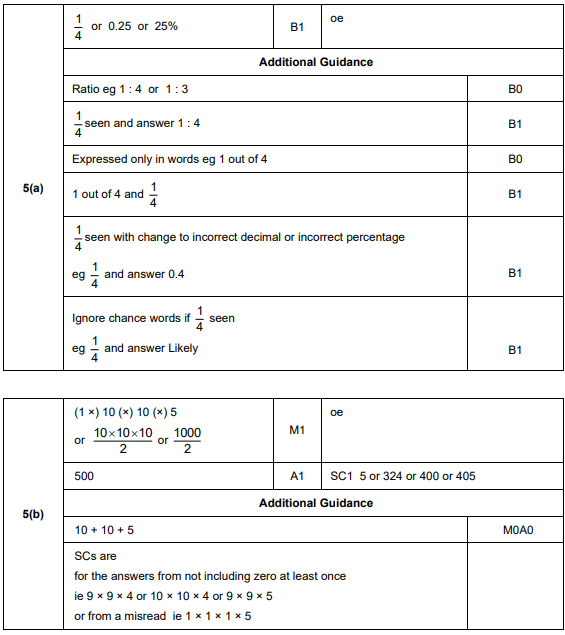 5(a)
1/4 or 0.25 or 25% B1 oe
Additional Guidance
Ratio eg 1 : 4 or 1 : 3 B0
1/4 seen and answer 1 : 4 B1
Expressed only in words eg 1 out of 4 B0
1 out of 4 and 1/4 B1
1/4 seen with change to incorrect decimal or incorrect percentage
eg 1/4 and answer 0.4 B1
Ignore chance words if 1/4 seen
eg 1/4 and answer Likely B1
5(b)
(1 ×) 10 (×) 10 (×) 5
or 10×10×10/2 or 1000/2 M1 oe
500 A1 SC1 5 or 324 or 400 or 405
Additional Guidance
10 + 10 + 5 M0A0
SCs are
for the answers from not including zero at least once
ie 9 × 9 × 4 or 10 × 10 × 4 or 9 × 9 × 5
or from a misread ie 1 × 1 × 1 × 5